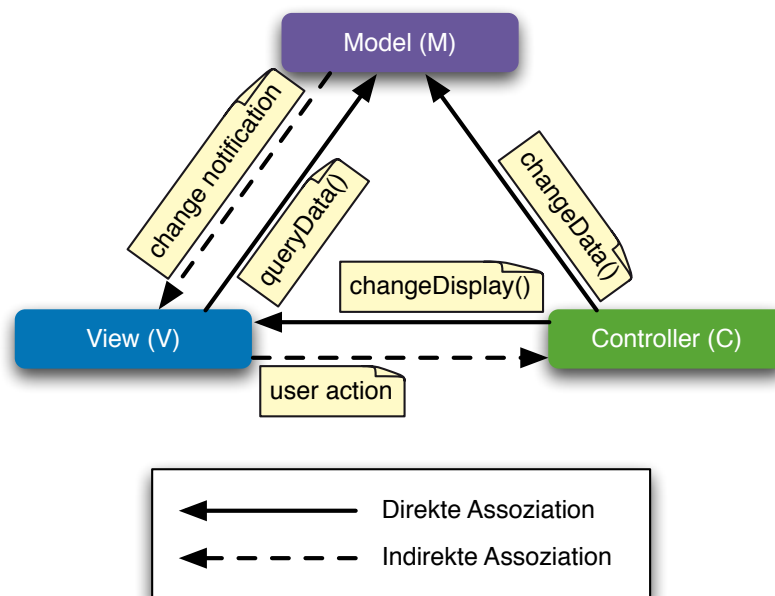 Model (M)
change notification
queryData()
changeData()
changeDisplay()
View (V)
Controller (C)
user action
Direkte Assoziation
Indirekte Assoziation